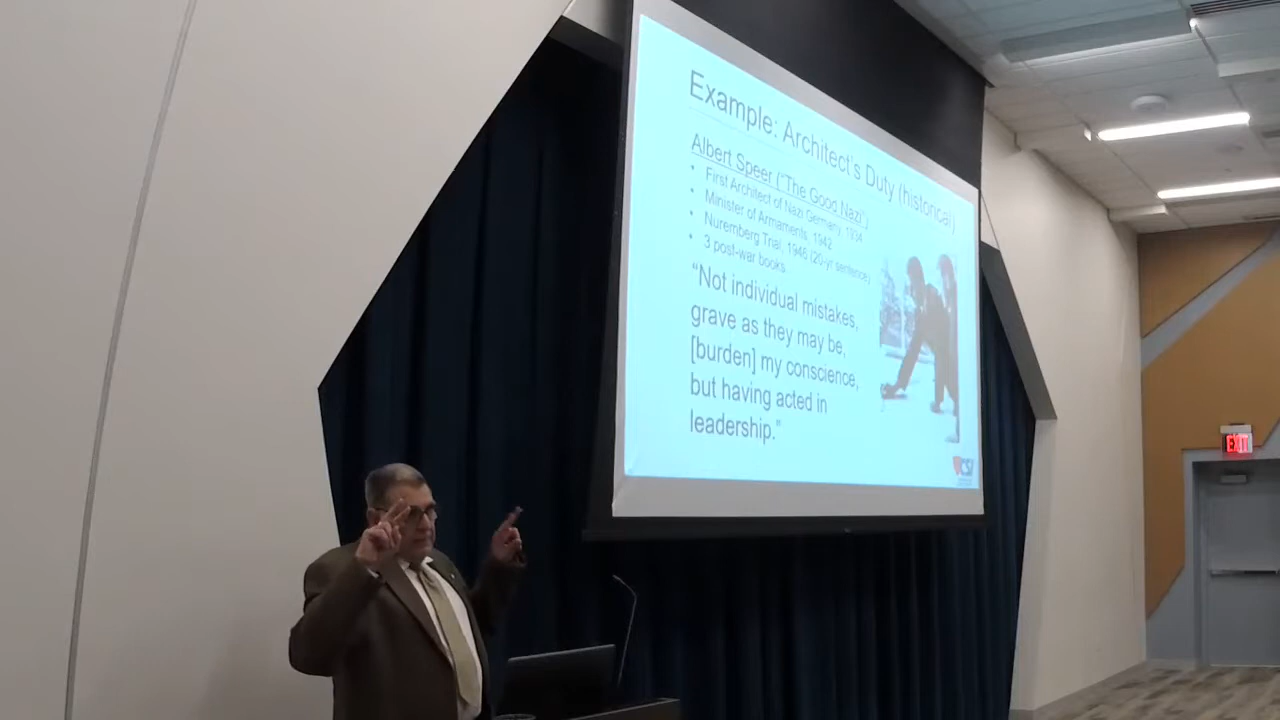 Example: Architect's Duty (historical)
Albert Speer ("The Good Nazi")
• First Architect of Nazi Germany, 1934
• Minister of Armaments, 1942
• Nuremberg Trial, 1946 (20-yr sentence)
• 3 post-war books
"Not individual mistakes,
grave as they may be,
[burden] my conscience,
but having acted in
leadership."
CSI
EXIT